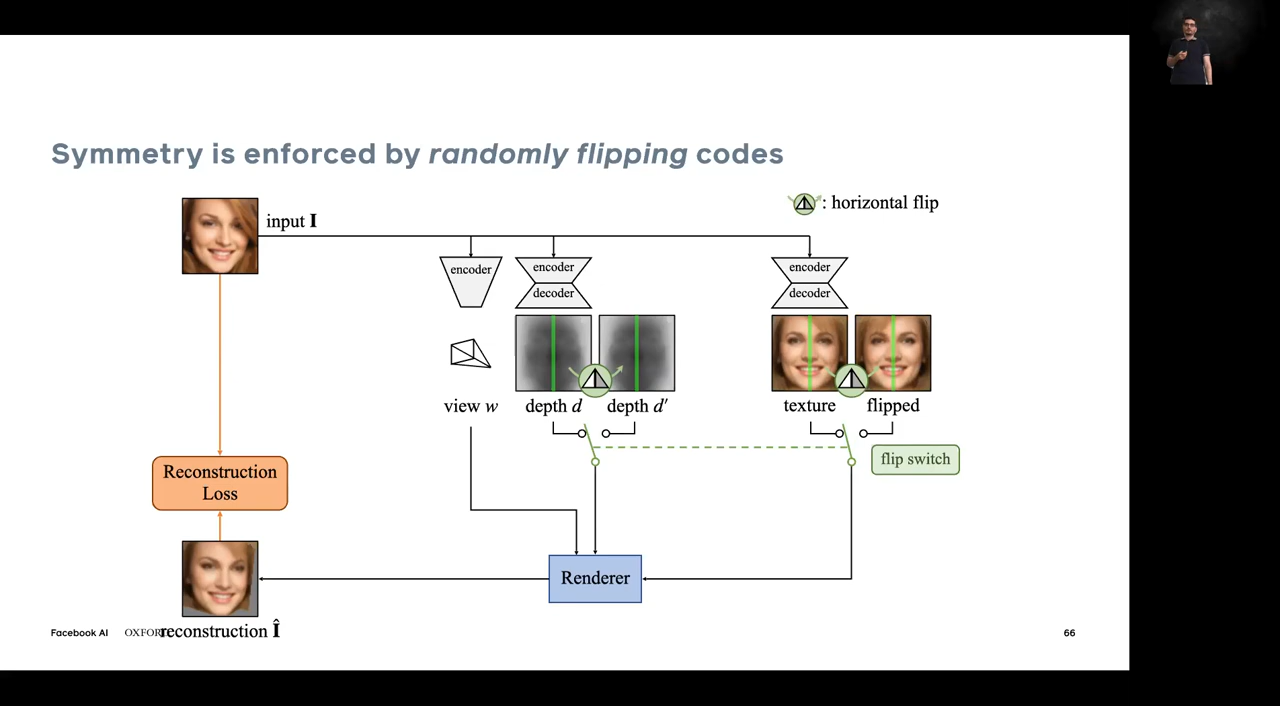 Symmetry is enforced by randomly flipping codes
: horizontal flip
input I
encoder
encoder
decoder
encoder
decoder
view w
depth d
depth d′
texture
flipped
flip switch
Reconstruction
Loss
Renderer
reconstruction Î
Facebook AI
66